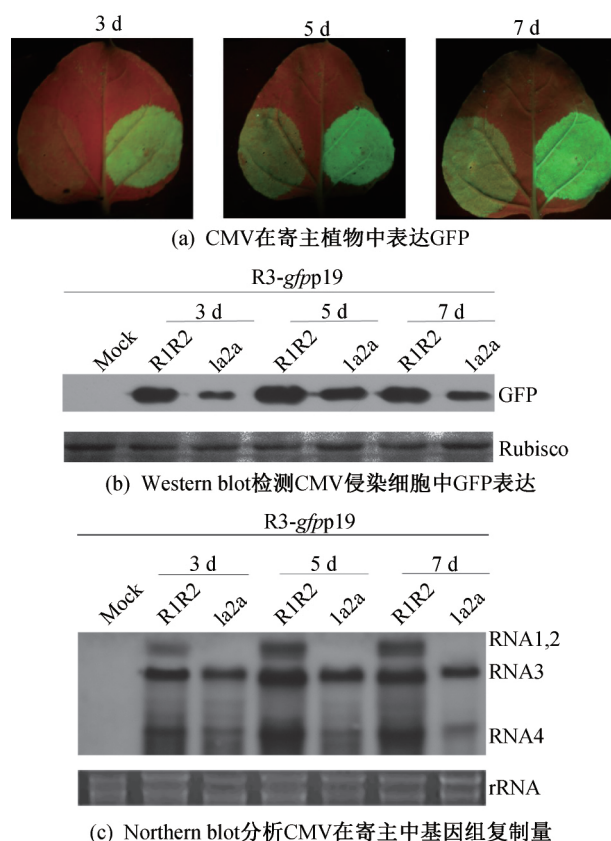 3 d 5 d 7 d
(a) CMV在寄主植物中表达GFP
R3-gfpp19
3 d 5 d 7 d
Mock R1R2 1a2a R1R2 1a2a R1R2 1a2a
GFP
Rubisco
(b) Western blot检测CMV侵染细胞中GFP表达
R3-gfpp19
3 d 5 d 7 d
Mock R1R2 1a2a R1R2 1a2a R1R2 1a2a
RNA1,2
RNA3
RNA4
rRNA
(c) Northern blot分析CMV在寄主中基因组复制量